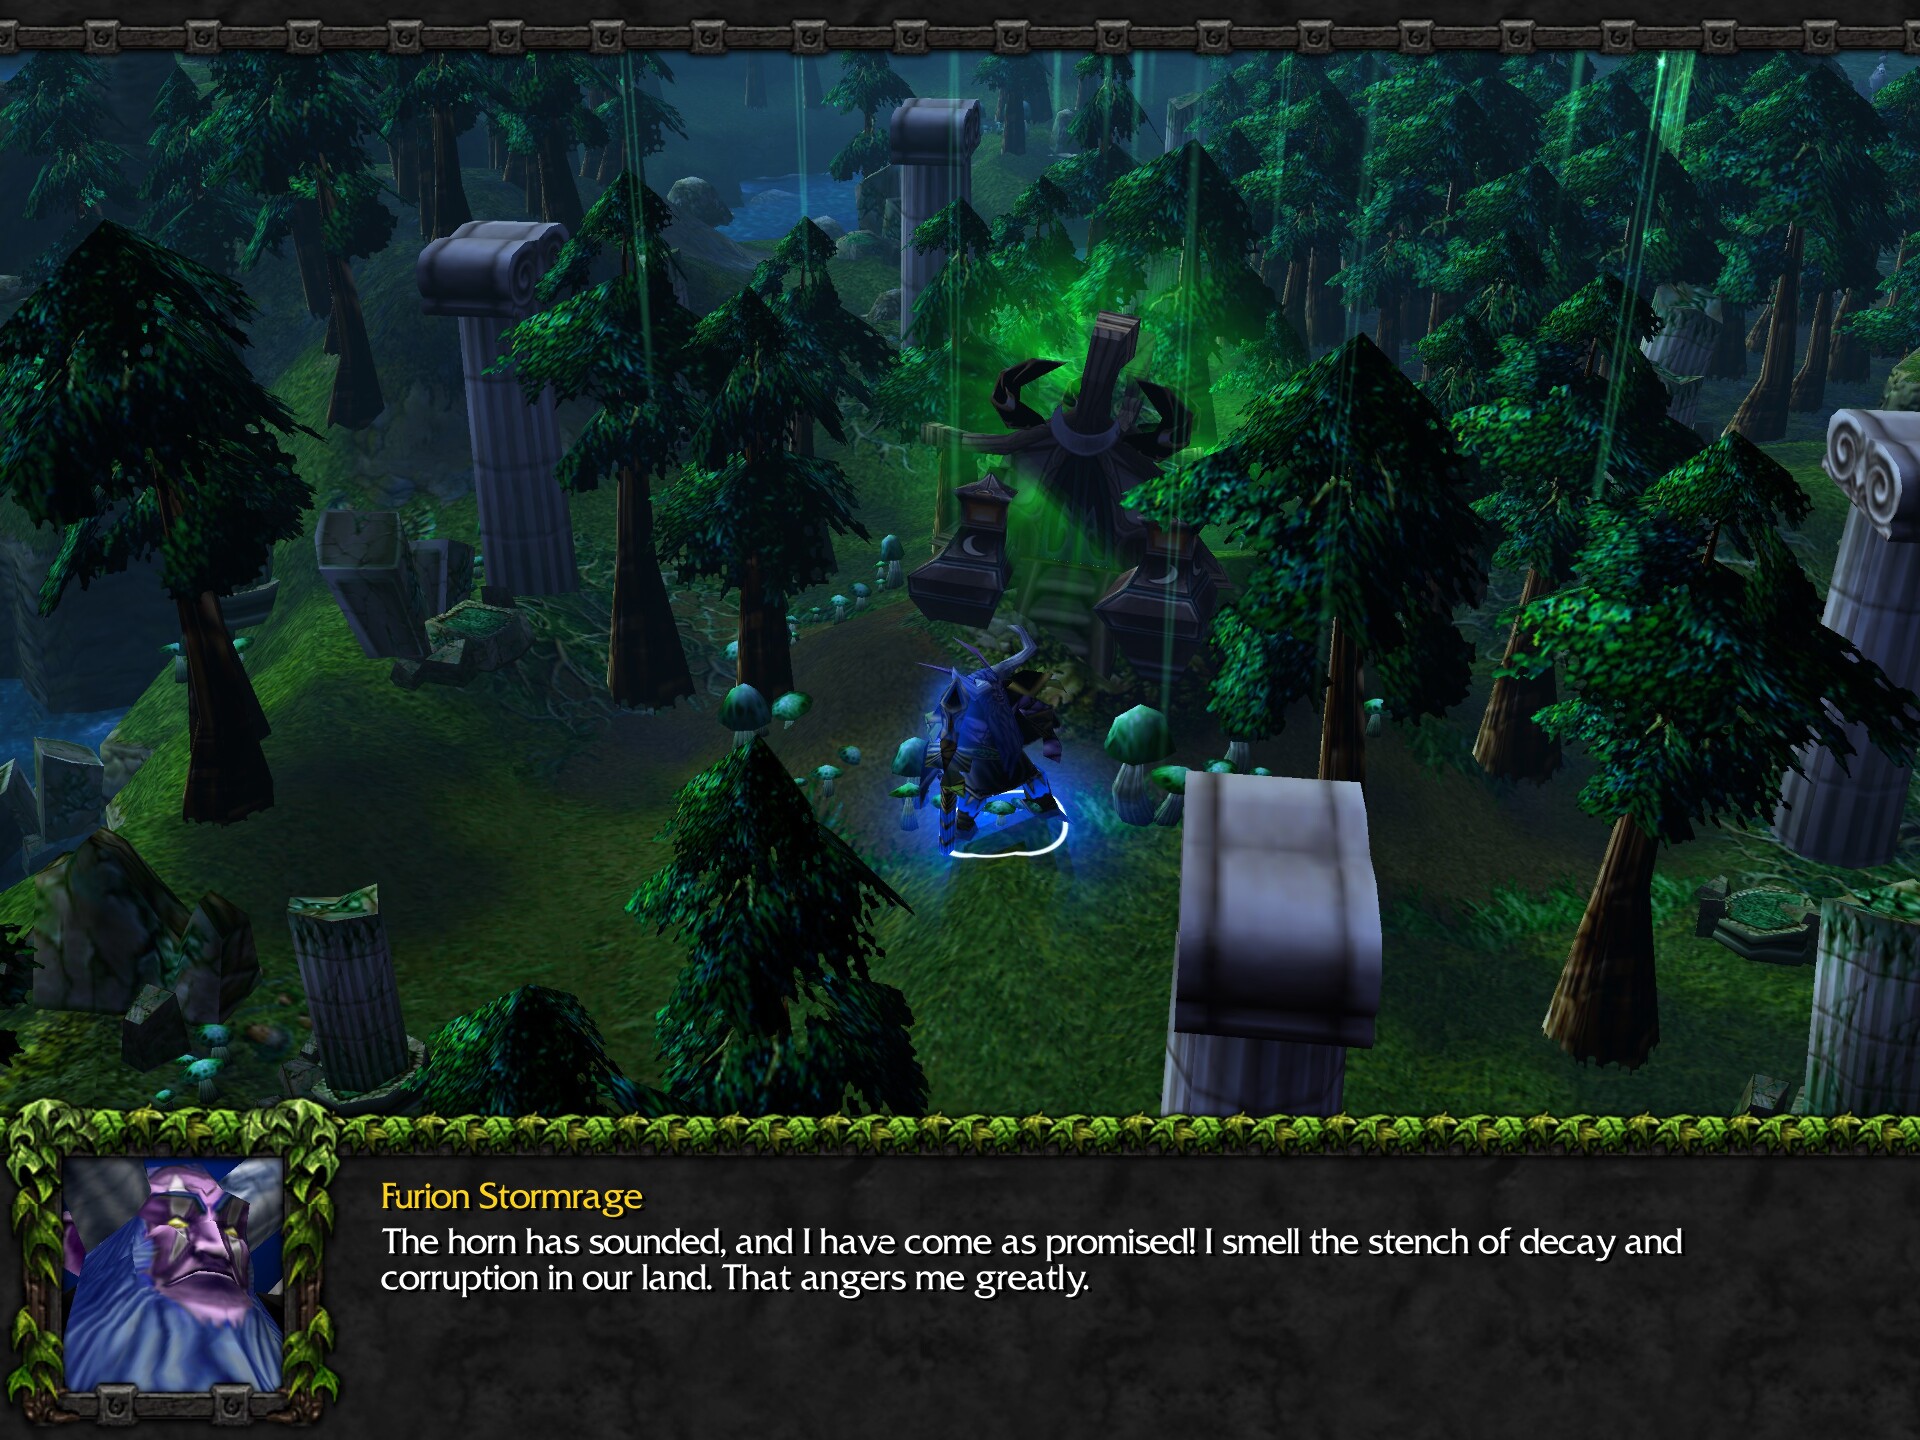 Furion Stormrage
The horn has sounded, and I have come as promised! I smell the stench of decay and
corruption in our land. That angers me greatly.